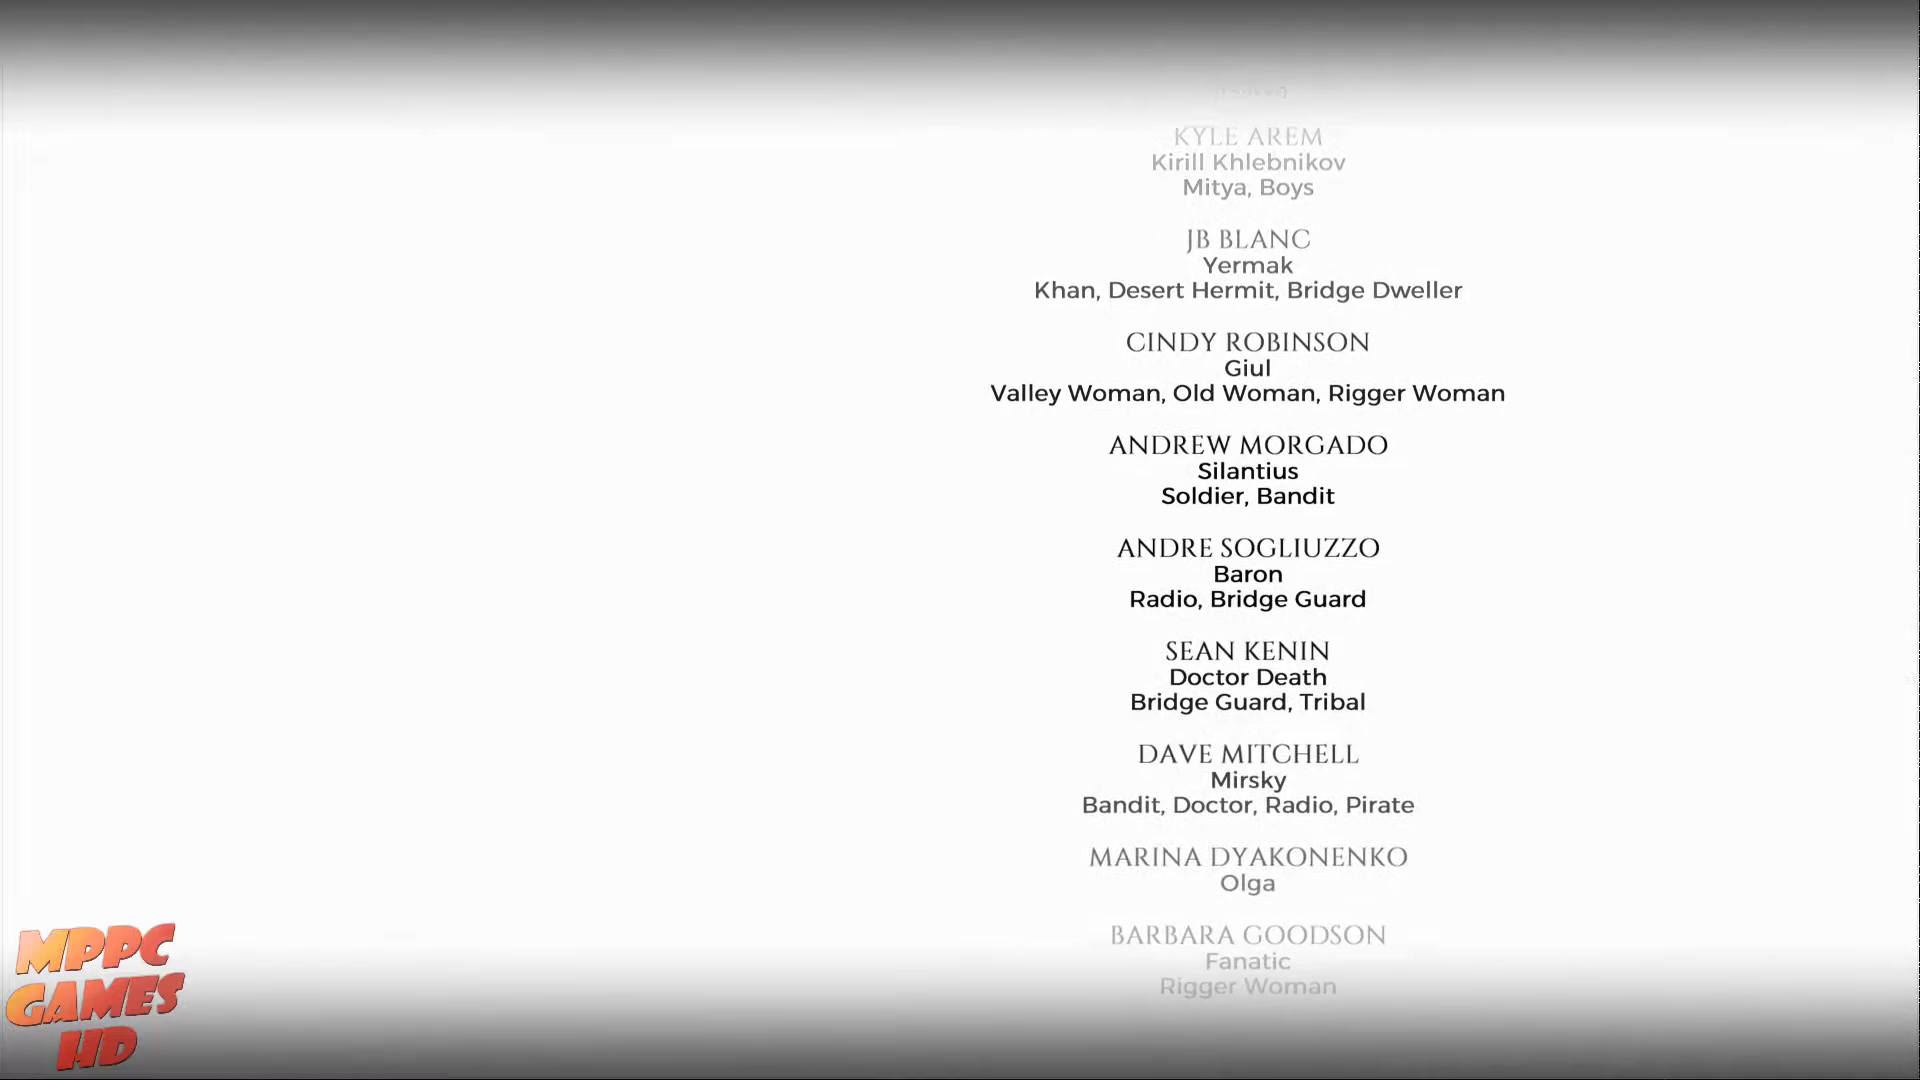 KYLE AREM
Kirill Khlebnikov
Mitya, Boys
JB BLANC
Yermak
Khan, Desert Hermit, Bridge Dweller
CINDY ROBINSON
Giul
Valley Woman, Old Woman, Rigger Woman
ANDREW MORGADO
Silantius
Soldier, Bandit
ANDRE SOGLIUZZO
Baron
Radio, Bridge Guard
SEAN KENIN
Doctor Death
Bridge Guard, Tribal
DAVE MITCHELL
Mirsky
Bandit, Doctor, Radio, Pirate
MARINA DYAKONENKO
Olga
BARBARA GOODSON
Fanatic
Rigger Woman
MPPC
GAMES
HD